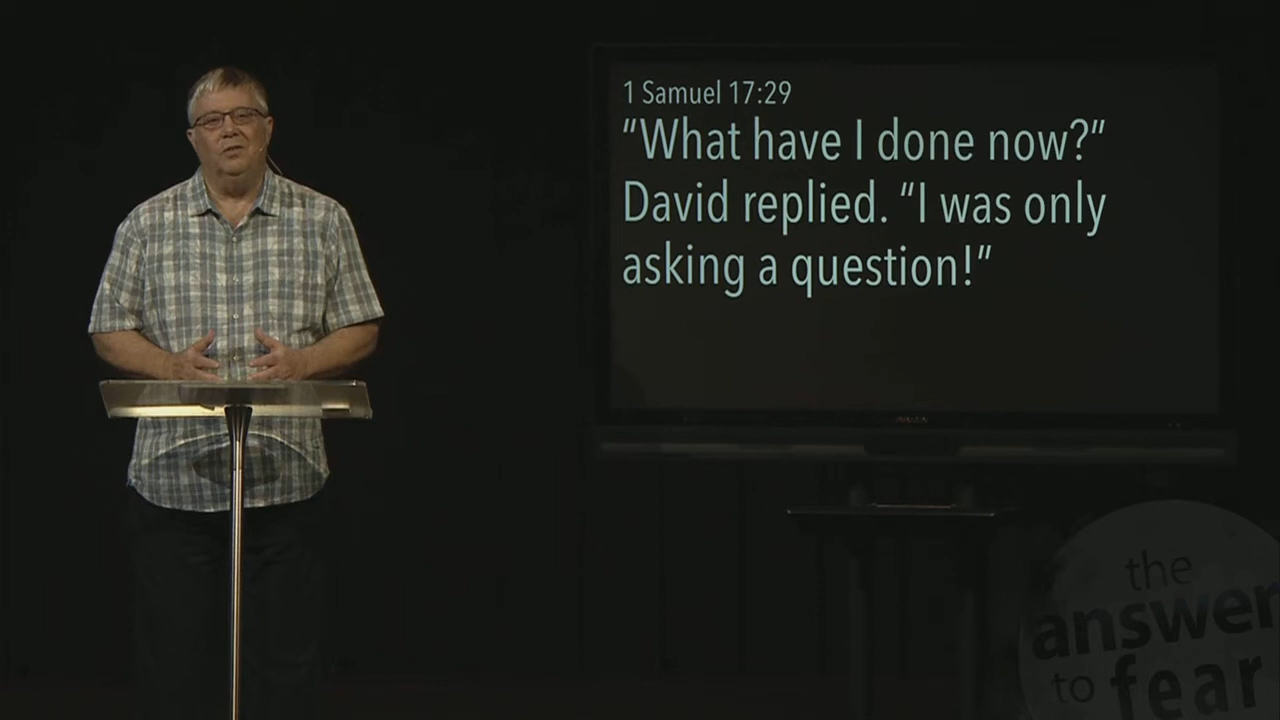 1 Samuel 17:29
“What have I done now?”
David replied. “I was only
asking a question!”
the
answer
to fear